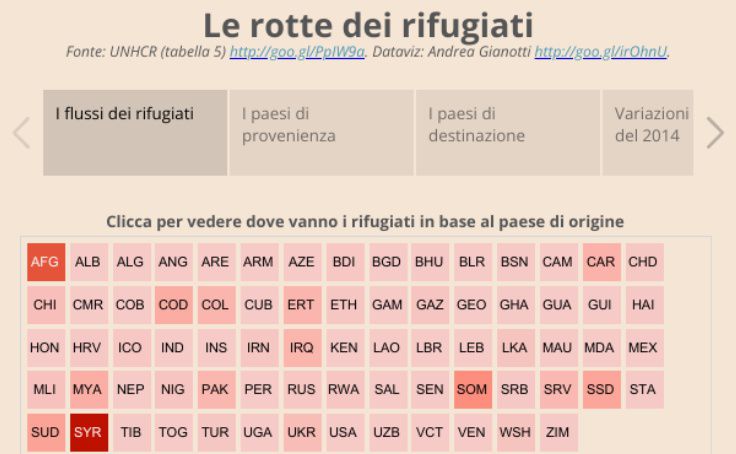 Le rotte dei rifugiati
Fonte: UNHCR (tabella 5) http://goo.gl/PpIW9a. Dataviz: Andrea Gianotti http://goo.gl/irOhnU.
I flussi dei rifugiati
I paesi di
provenienza
I paesi di
destinazione
Variazioni
del 2014
Clicca per vedere dove vanno i rifugiati in base al paese di origine
AFG ALB ALG ANG ARE ARM AZE BDI BGD BHU BLR BSN CAM CAR CHD
CHI CMR COB COD COL CUB ERT ETH GAM GAZ GEO GHA GUA GUI HAI
HON HRV ICO IND INS IRN IRQ KEN LAO LBR LEB LKA MAU MDA MEX
MLI MYA NEP NIG PAK PER RUS RWA SAL SEN SOM SRB SRV SSD STA
SUD SYR TIB TOG TUR UGA UKR USA UZB VCT VEN WSH ZIM